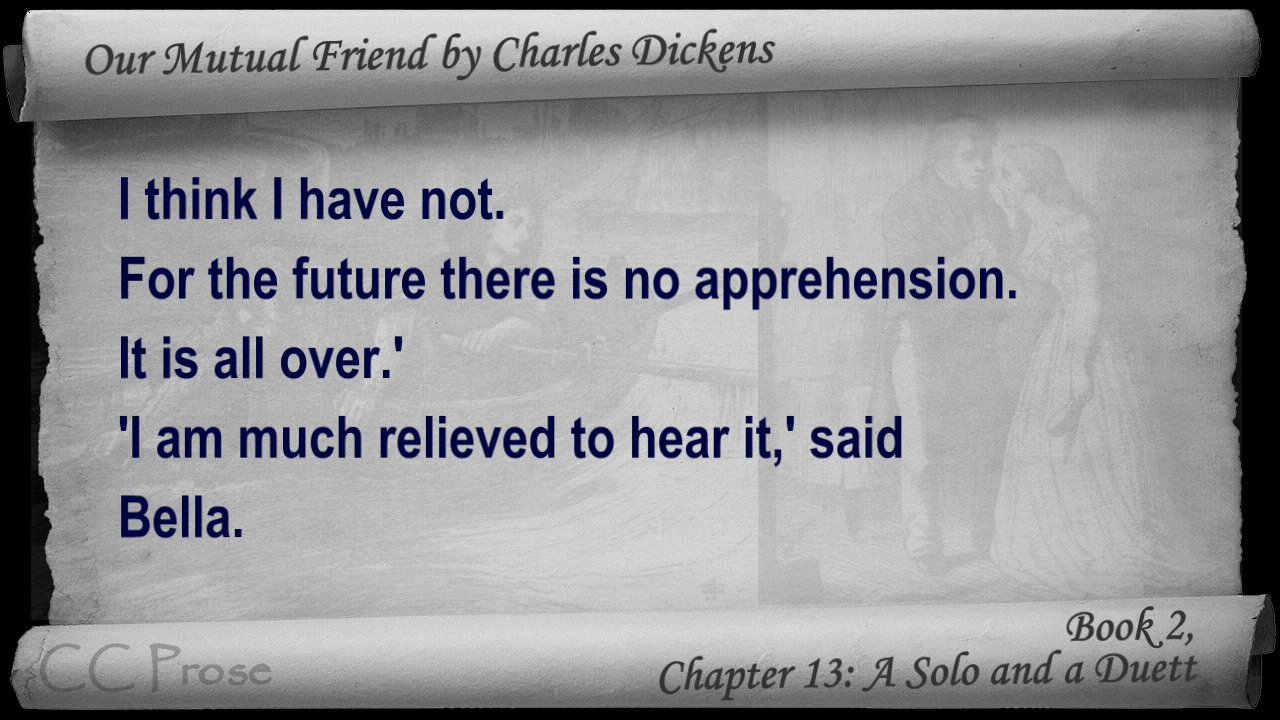 Our Mutual Friend by Charles Dickens
I think I have not.
For the future there is no apprehension.
It is all over.'
'I am much relieved to hear it,' said
Bella.
CC Prose
Book 2,
Chapter 13: A Solo and a Duett